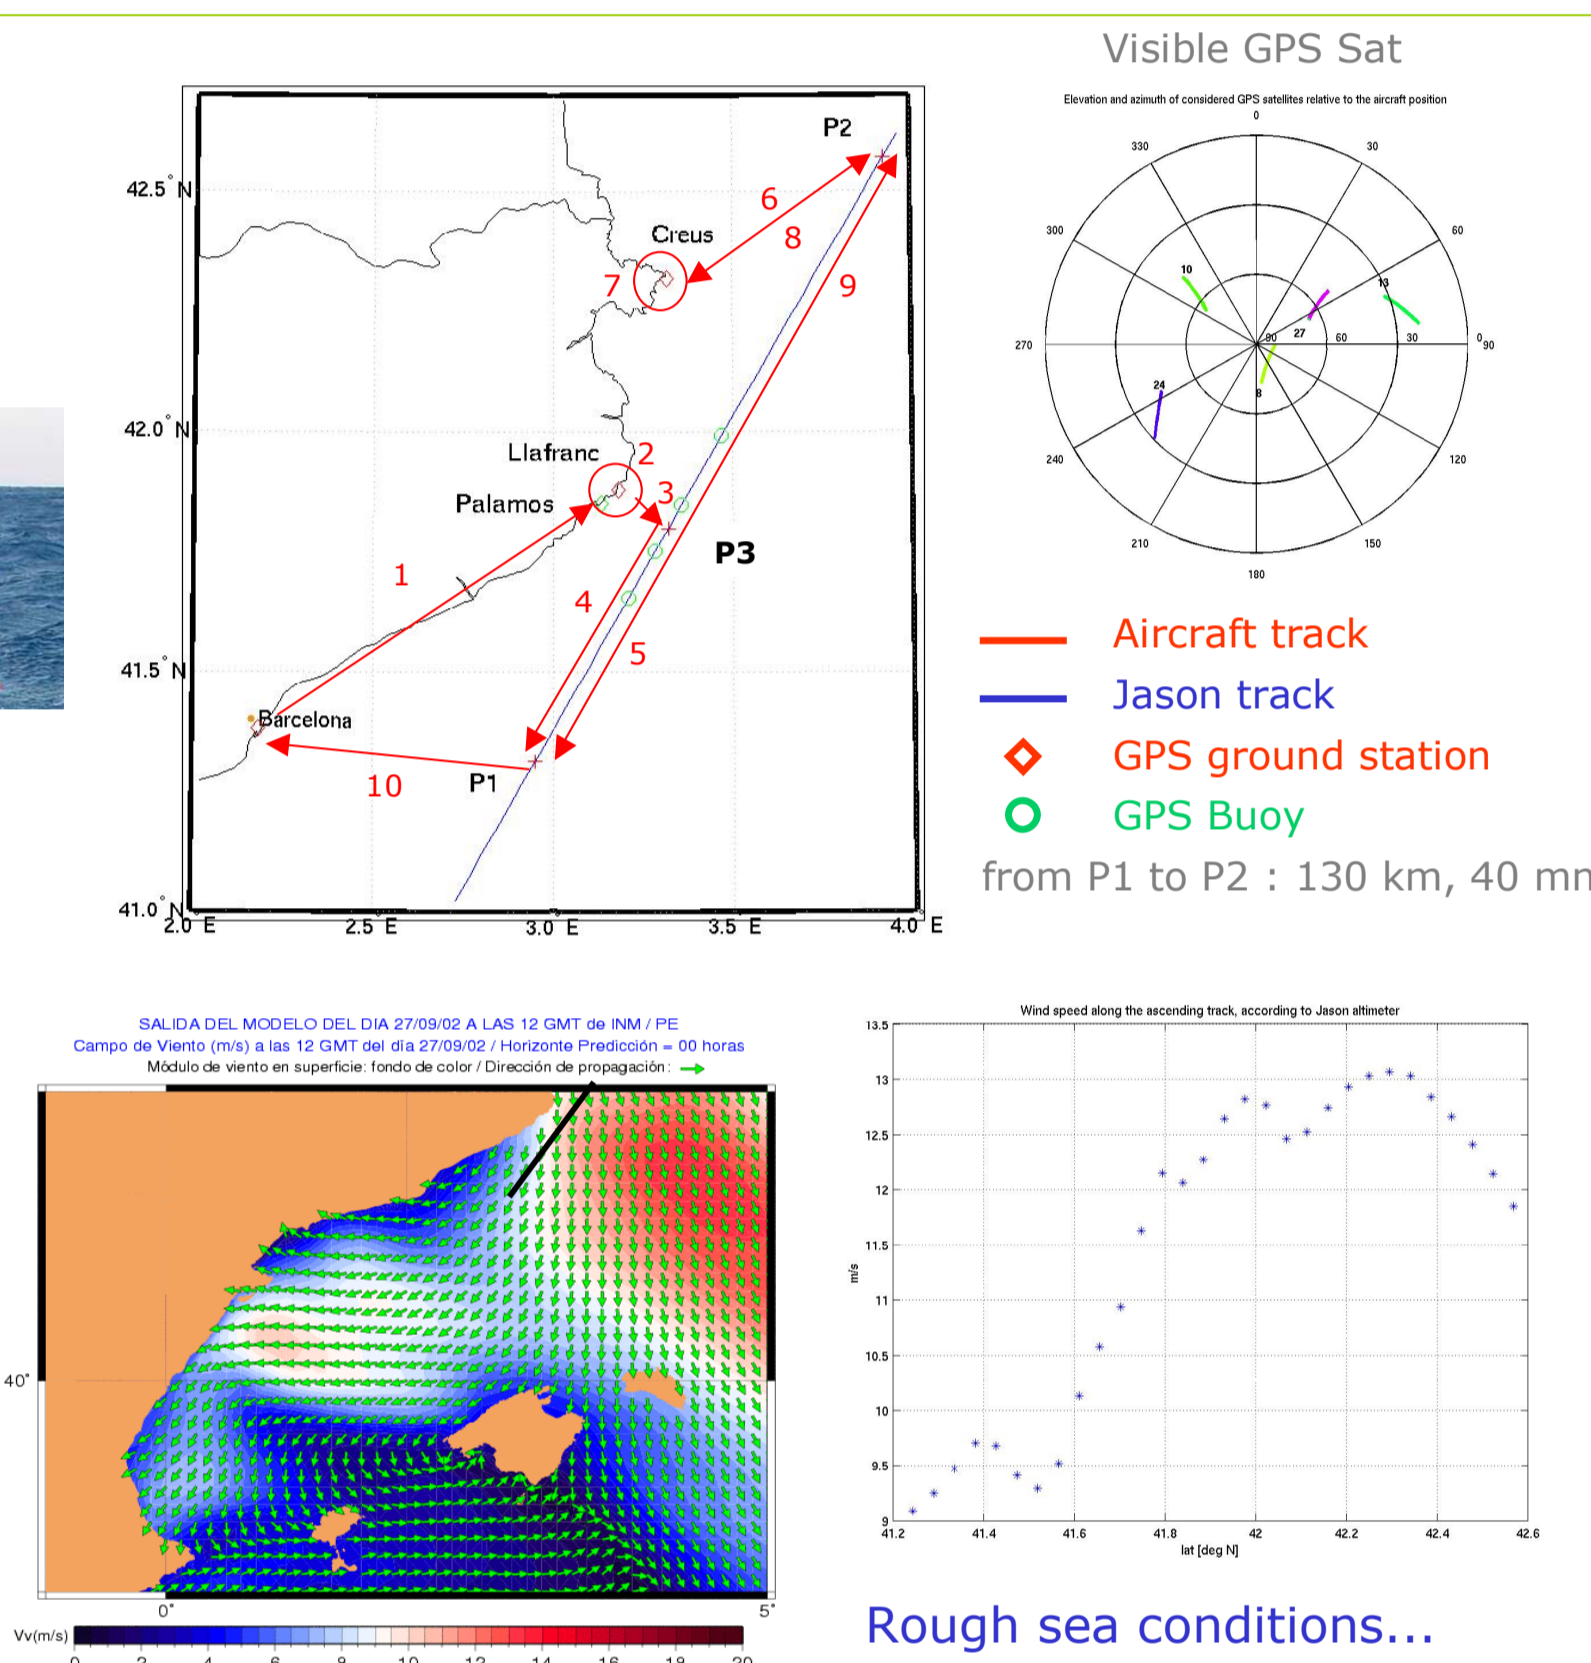 Visible GPS Sat
Elevation and azimuth of considered GPS satellites relative to the aircraft position
0
330
30
300
60
10
13
27
90
60
30
0
270
90
8
24
240
120
210
150
180
P2
42.5° N
6
Creus
8
7
9
42.0° N
Llafranc
2
3
Palamos
P3
1
4
5
41.5° N
Barcelona
10
P1
41.0° N
2.0 E
2.5 E
3.0 E
3.5 E
4.0 E
Aircraft track
Jason track
GPS ground station
GPS Buoy
from P1 to P2 : 130 km, 40 mn
SALIDA DEL MODELO DEL DIA 27/09/02 A LAS 12 GMT de INM / PE
Campo de Viento (m/s) a las 12 GMT del día 27/09/02 / Horizonte Predicción = 00 horas
Módulo de viento en superficie: fondo de color / Dirección de propagación:
40°
0°
5°
Vv(m/s)
0 2 4 6 8 10 12 14 16 18 20
Wind speed along the ascending track, according to Jason altimeter
13.5
13
12.5
12
11.5
m/s
11
10.5
10
9.5
9
41.2 41.4 41.6 41.8 42 42.2 42.4 42.6
lat [deg N]
Rough sea conditions...